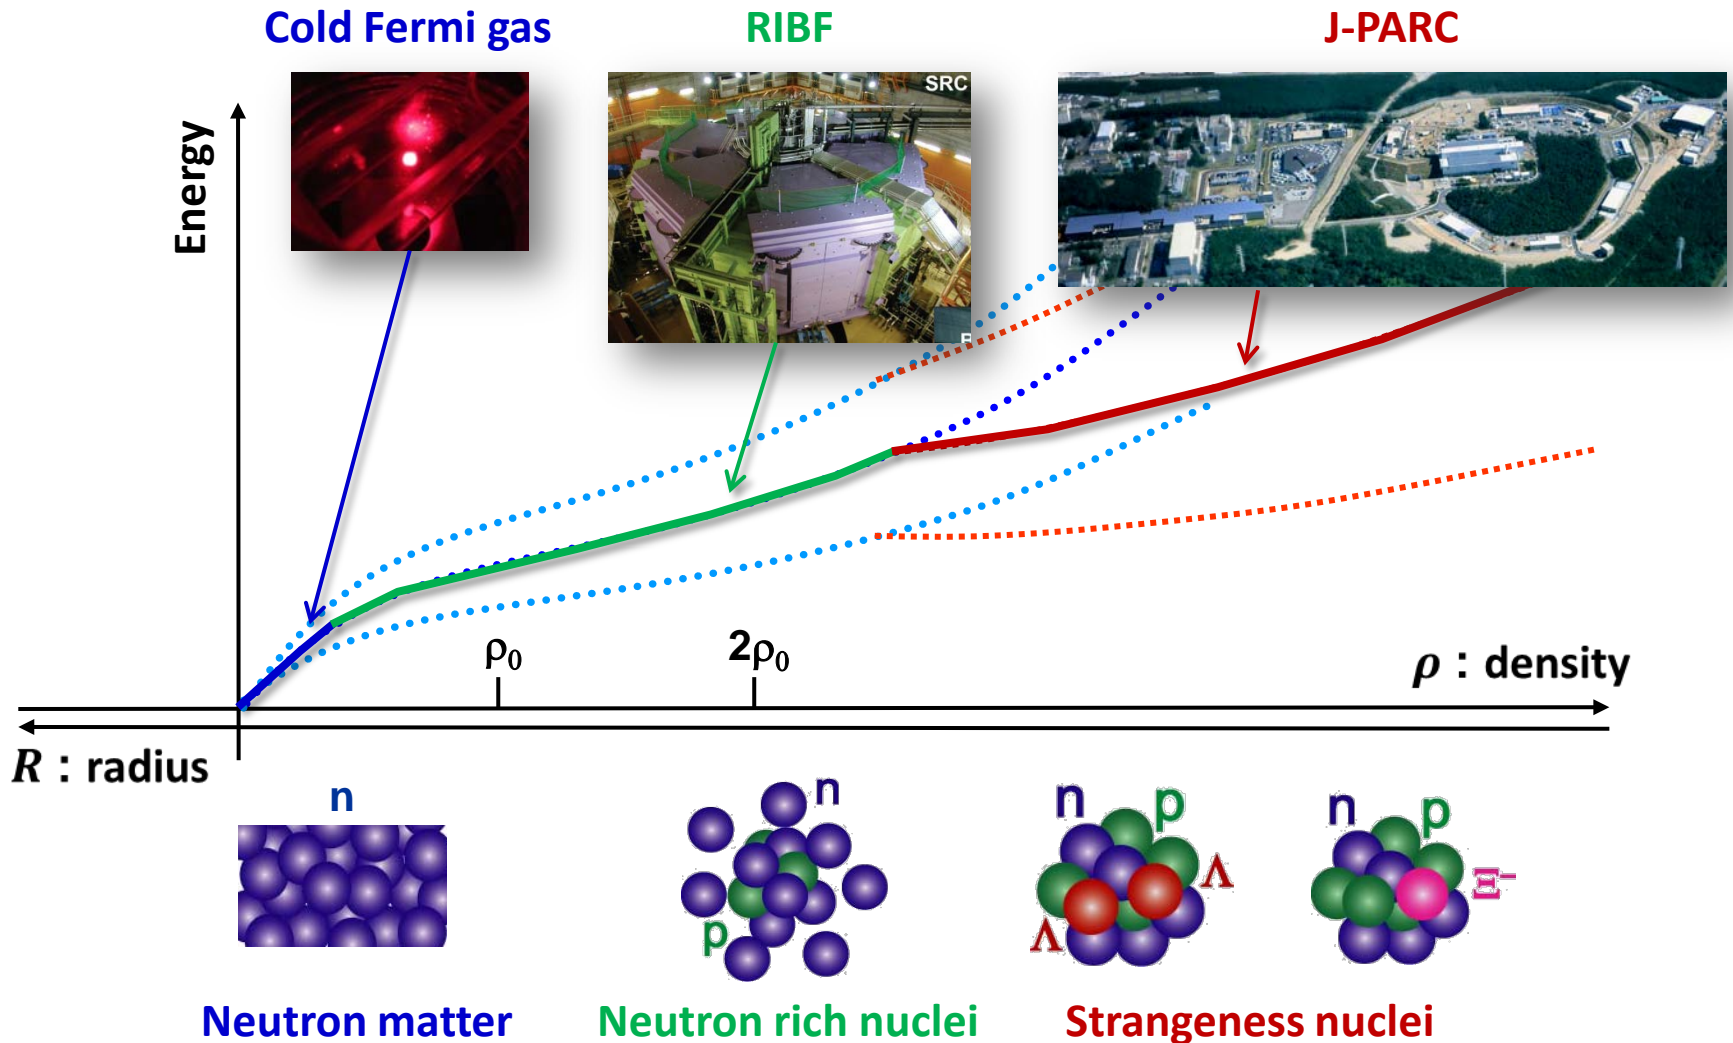 Cold Fermi gas
RIBF
J-PARC
SRC
Energy
ρ₀
2ρ₀
ρ : density
R : radius
n
n
p
n
p
Λ
Λ
n
p
Ξ⁻
Neutron matter
Neutron rich nuclei
Strangeness nuclei